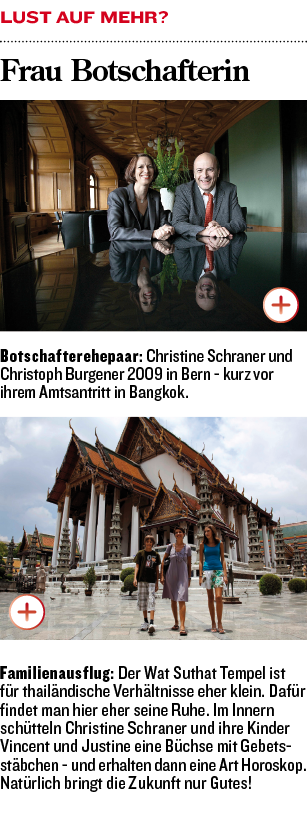 LUST AUF MEHR?
Frau Botschafterin
Botschafterehepaar: Christine Schraner und
Christoph Burgener 2009 in Bern - kurz vor
ihrem Amtsantritt in Bangkok.
Familienausflug: Der Wat Suthat Tempel ist
für thailändische Verhältnisse eher klein. Dafür
findet man hier eher seine Ruhe. Im Innern
schütteln Christine Schraner und ihre Kinder
Vincent und Justine eine Büchse mit Gebets-
stäbchen - und erhalten dann eine Art Horoskop.
Natürlich bringt die Zukunft nur Gutes!